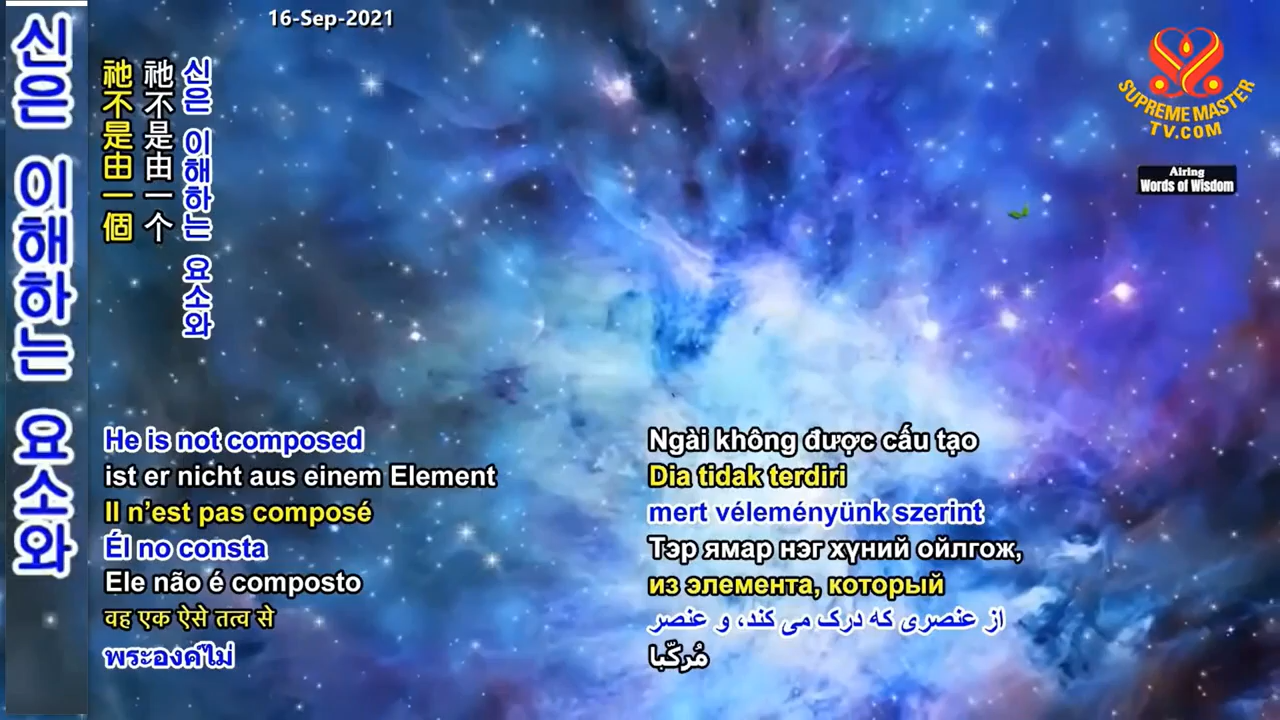 16-Sep-2021
신은 이해하는 요소와
祂不是由一個
祂不是由一个
신은 이해하는 요소와
SUPREME MASTER
TV.COM
Airing
Words of Wisdom
He is not composed
ist er nicht aus einem Element
Il n’est pas composé
Él no consta
Ele não é composto
वह एक ऐसे तत्व से
พระองค์ไม่
Ngài không được cấu tạo
Dia tidak terdiri
mert véleményünk szerint
Тэр ямар нэг хүний ойлгож,
из элемента, который
از عنصری که درک می کند، و عنصر
مُركّبا